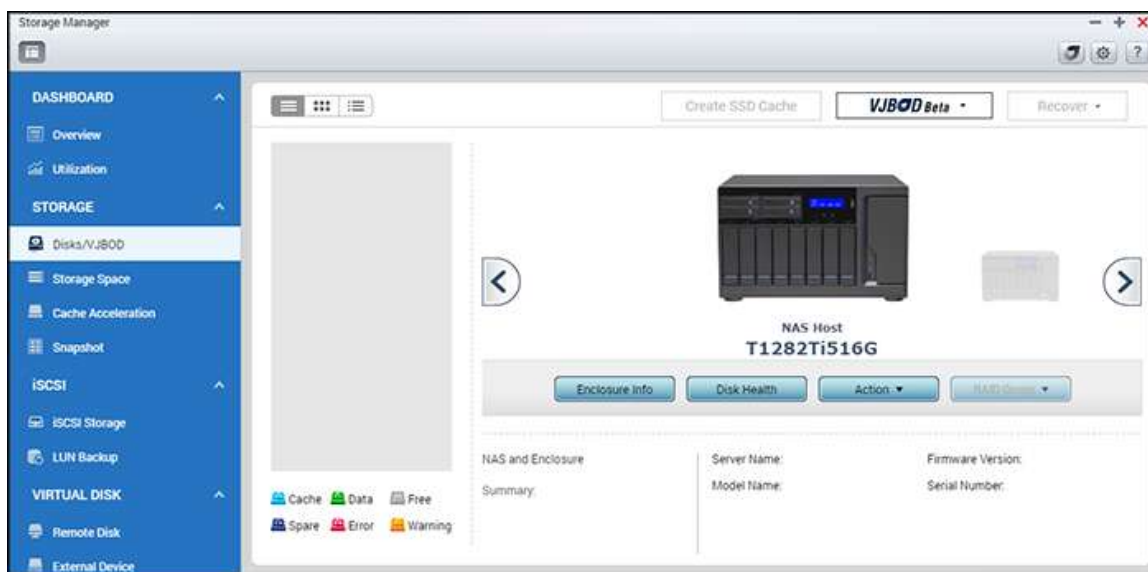 Storage Manager
DASHBOARD
Overview
Utilization
STORAGE
Disks/VJBOD
Storage Space
Cache Acceleration
Snapshot
iSCSI
iSCSI Storage
LUN Backup
VIRTUAL DISK
Remote Disk
External Device
Create SSD Cache
VJBOD Beta
Recover
NAS Host
T1282Ti516G
Enclosure Info
Disk Health
Action
RAID Group
Cache Data Free
Spare Error Warning
NAS and Enclosure
Summary:
Server Name:
Model Name:
Firmware Version:
Serial Number: